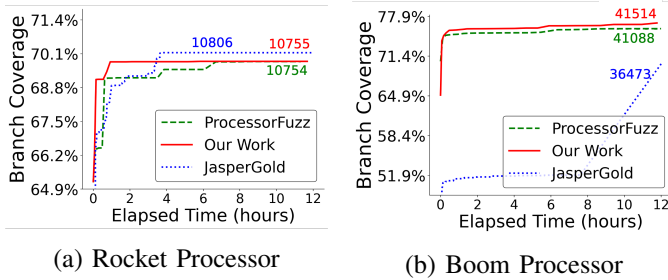 71.4%
70.1%
68.8%
67.5%
66.2%
64.9%
Branch Coverage
10806
10755
10754
ProcessorFuzz
Our Work
JasperGold
0 2 4 6 8 10 12
Elapsed Time (hours)
(a) Rocket Processor
77.9%
71.4%
64.9%
58.4%
51.9%
Branch Coverage
41514
41088
36473
ProcessorFuzz
Our Work
JasperGold
0 2 4 6 8 10 12
Elapsed Time (hours)
(b) Boom Processor